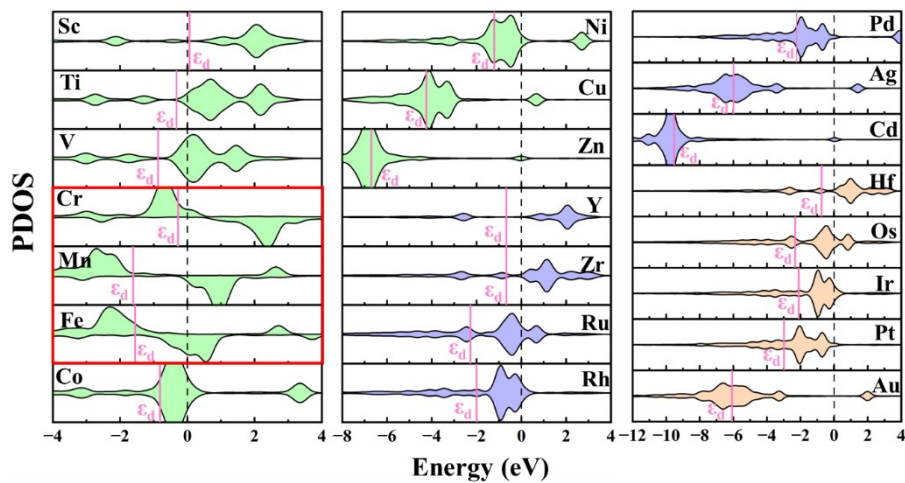 PDOS
Sc
εd
Ti
εd
V
εd
Cr
εd
Mn
εd
Fe
εd
Co
εd
-4 -2 0 2 4
Ni
εd
Cu
εd
Zn
εd
Y
εd
Zr
εd
Ru
εd
Rh
εd
-8 -6 -4 -2 0 2 4
Pd
εd
Ag
εd
Cd
εd
Hf
εd
Os
εd
Ir
εd
Pt
εd
Au
εd
-12 -10 -8 -6 -4 -2 0 2 4
Energy (eV)